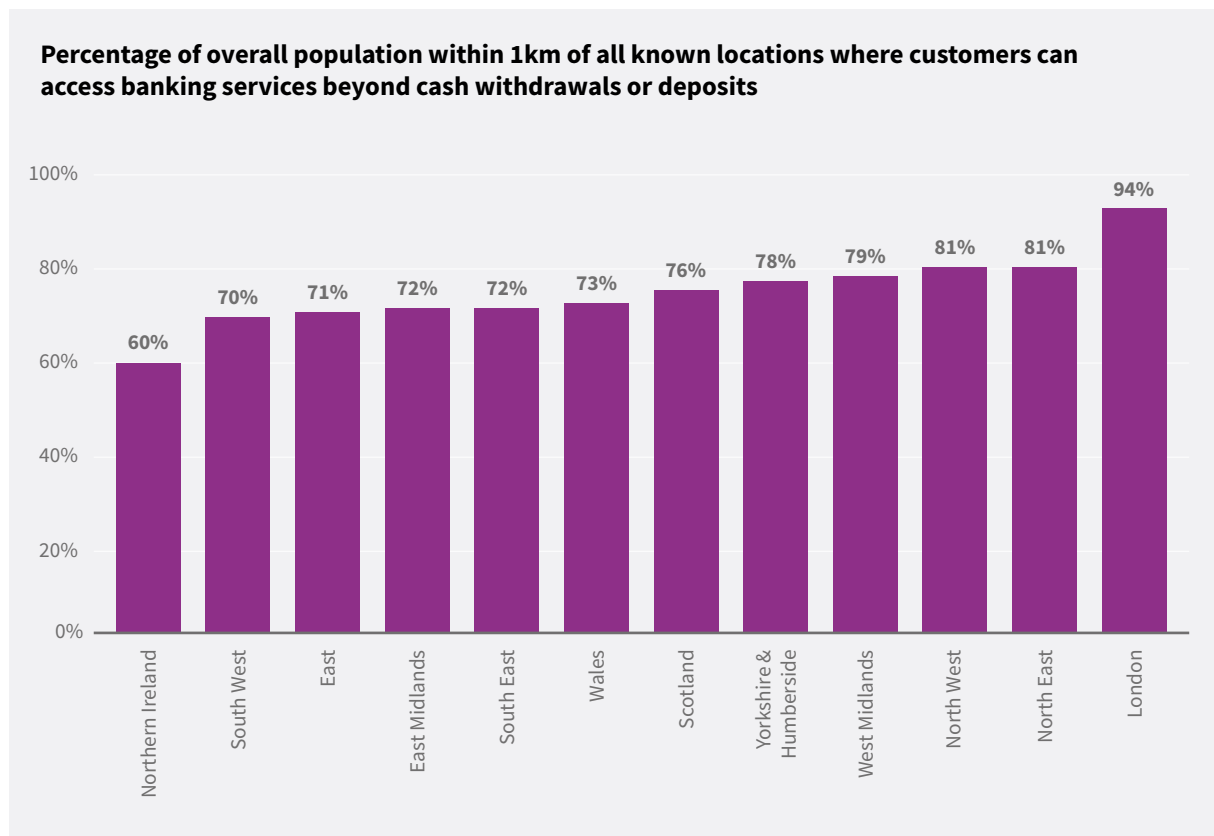 Percentage of overall population within 1km of all known locations where customers can
access banking services beyond cash withdrawals or deposits
100%
80%
60%
40%
20%
0%
60%
70%
71%
72%
72%
73%
76%
78%
79%
81%
81%
94%
Northern Ireland
South West
East
East Midlands
South East
Wales
Scotland
Yorkshire &
Humberside
West Midlands
North West
North East
London